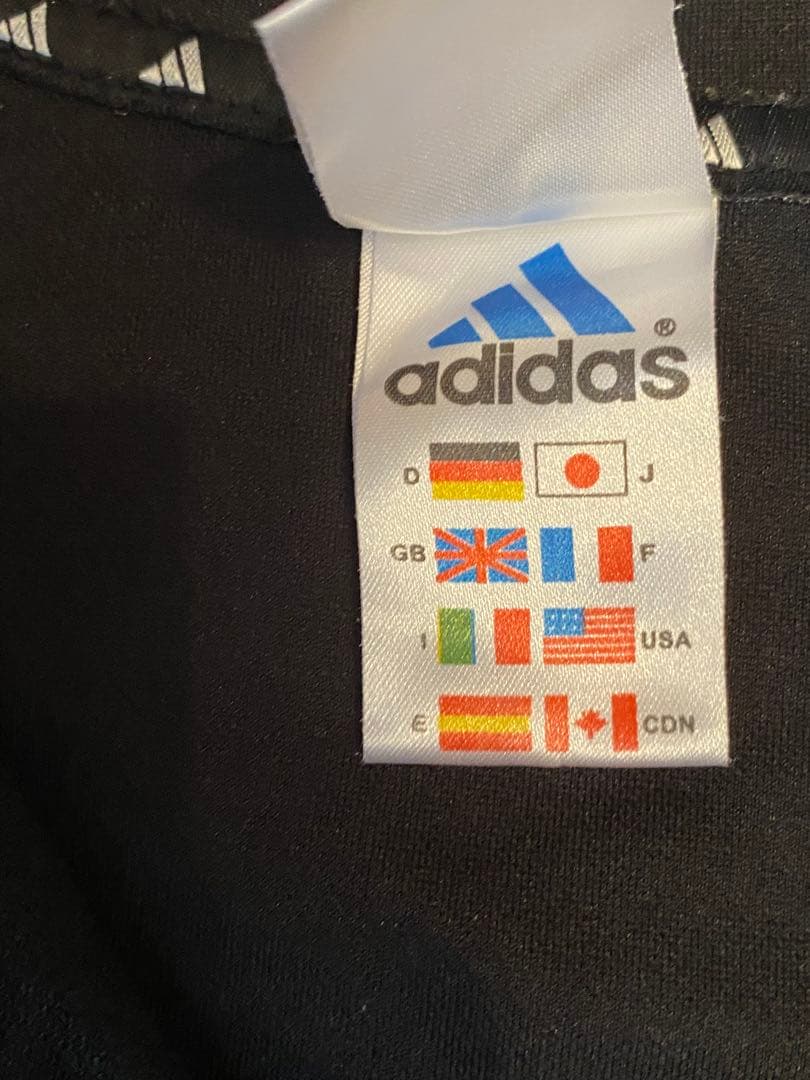 adidas®
D J
GB F
I USA
E CDN